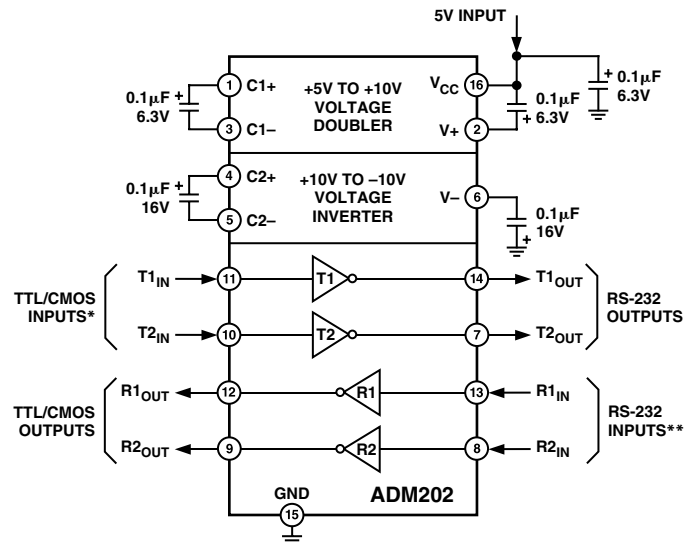 5V INPUT
1 C1+ +5V TO +10V VCC 16
0.1μF + 6.3V
VOLTAGE
DOUBLER
3 C1– V+ 2
0.1μF
+ 6.3V
+ 0.1μF
6.3V
4 C2+ +10V TO –10V
VOLTAGE
INVERTER
0.1μF + 16V
5 C2– V– 6
0.1μF
+ 16V
TTL/CMOS
INPUTS*
T1IN 11 T1 14 T1OUT
T2IN 10 T2 7 T2OUT
RS-232
OUTPUTS
TTL/CMOS
OUTPUTS
R1OUT 12 R1 13 R1IN
R2OUT 9 R2 8 R2IN
RS-232
INPUTS**
GND
15
ADM202